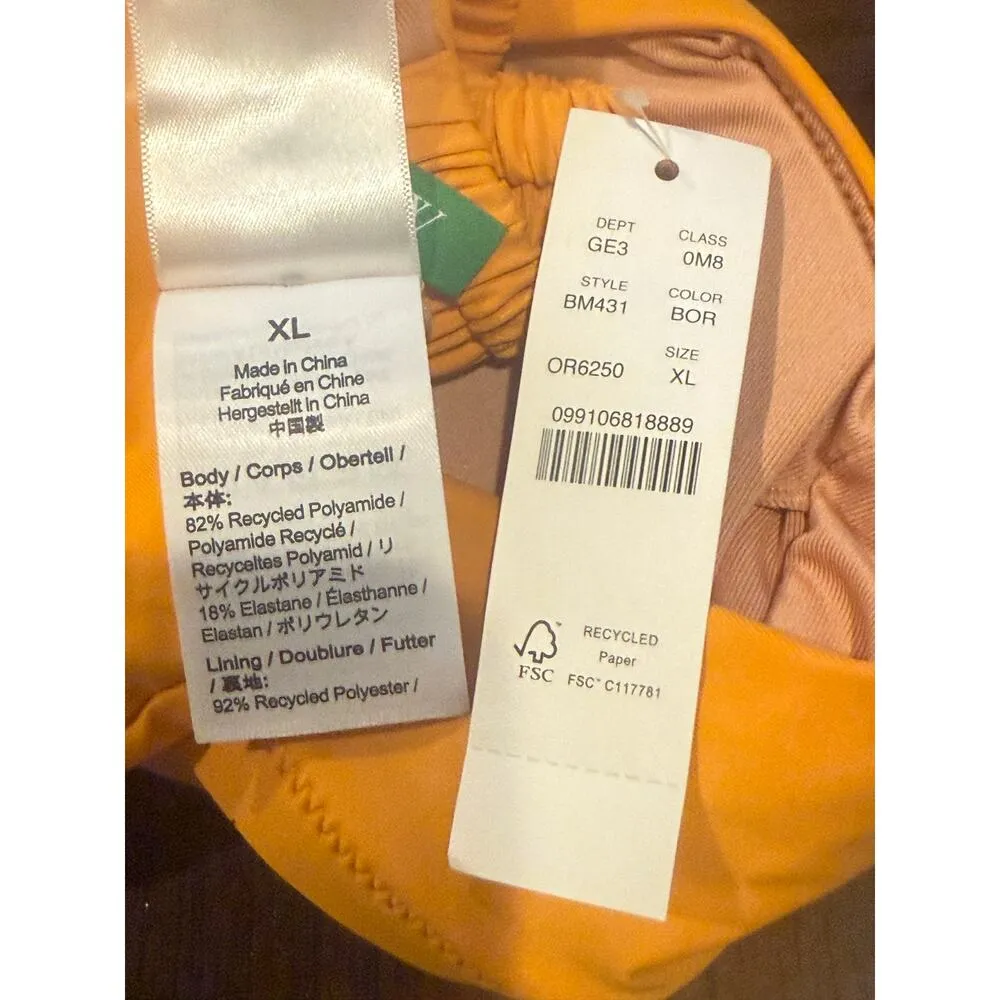 XL
Made in China
Fabriqué en Chine
Hergestellt in China
中国製
Body / Corps / Oberteil /
本体:
82% Recycled Polyamide /
Polyamide Recyclé /
Recyceltes Polyamid / リ
サイクルポリアミド
18% Elastane / Élasthanne /
Elastan / ポリウレタン
Lining / Doublure / Futter
/ 裏地:
92% Recycled Polyester /
DEPT CLASS
GE3 0M8
STYLE COLOR
BM431 BOR
SIZE
OR6250 XL
099106818889
RECYCLED
Paper
FSC™ C117781
FSC